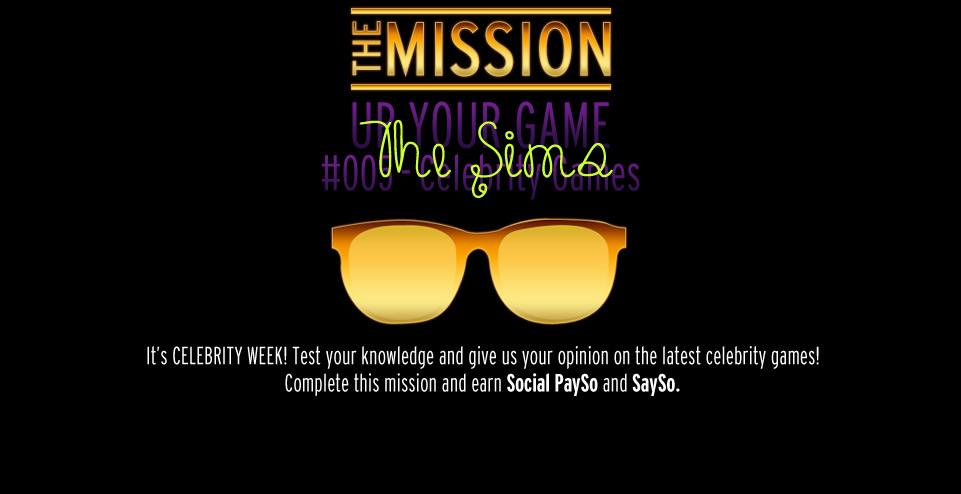 THE MISSION
UP YOUR GAME
The Sims
#005 - Celebrity Games
It's CELEBRITY WEEK! Test your knowledge and give us your opinion on the latest celebrity games!
Complete this mission and earn Social PaySo and SaySo.